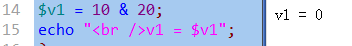 14 $v1 = 10 & 20;
15 echo "<br />v1 = $v1";
v1 = 0